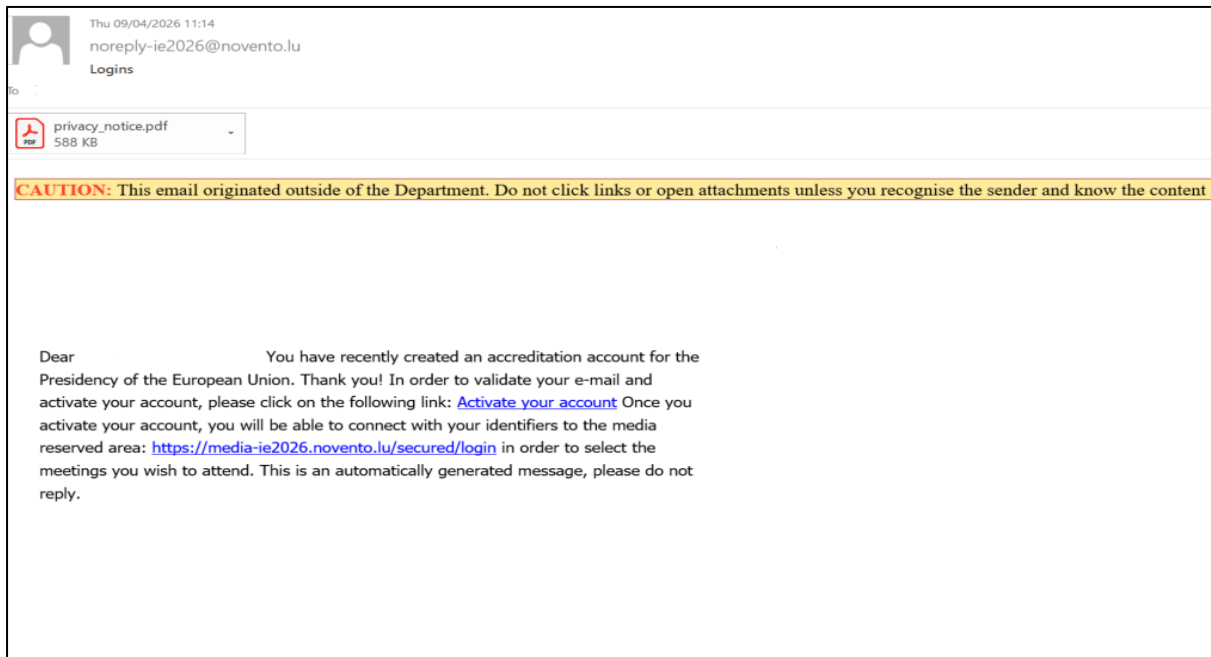 Thu 09/04/2026 11:14
noreply-ie2026@novento.lu
Logins
To
privacy_notice.pdf
PDF
588 KB
CAUTION: This email originated outside of the Department. Do not click links or open attachments unless you recognise the sender and know the content
Dear You have recently created an accreditation account for the
Presidency of the European Union. Thank you! In order to validate your e-mail and
activate your account, please click on the following link: Activate your account Once you
activate your account, you will be able to connect with your identifiers to the media
reserved area: https://media-ie2026.novento.lu/secured/login in order to select the
meetings you wish to attend. This is an automatically generated message, please do not
reply.